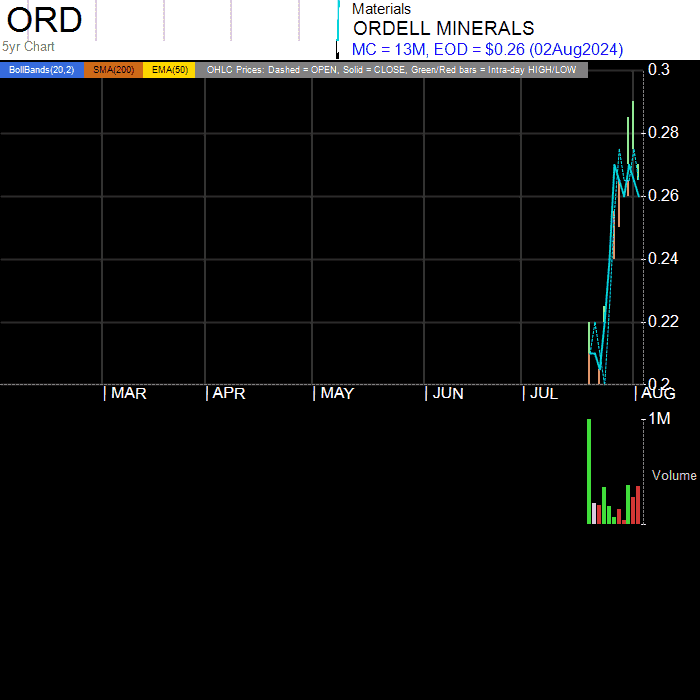 ORD
5yr Chart
Materials
ORDELL MINERALS
MC = 13M, EOD = $0.26 (02Aug2024)
BollBands(20,2) SMA(200) EMA(50) OHLC Prices: Dashed = OPEN, Solid = CLOSE, Green/Red bars = Intra-day HIGH/LOW
0.3
0.28
0.26
0.24
0.22
0.2
MAR APR MAY JUN JUL AUG
1M
Volume